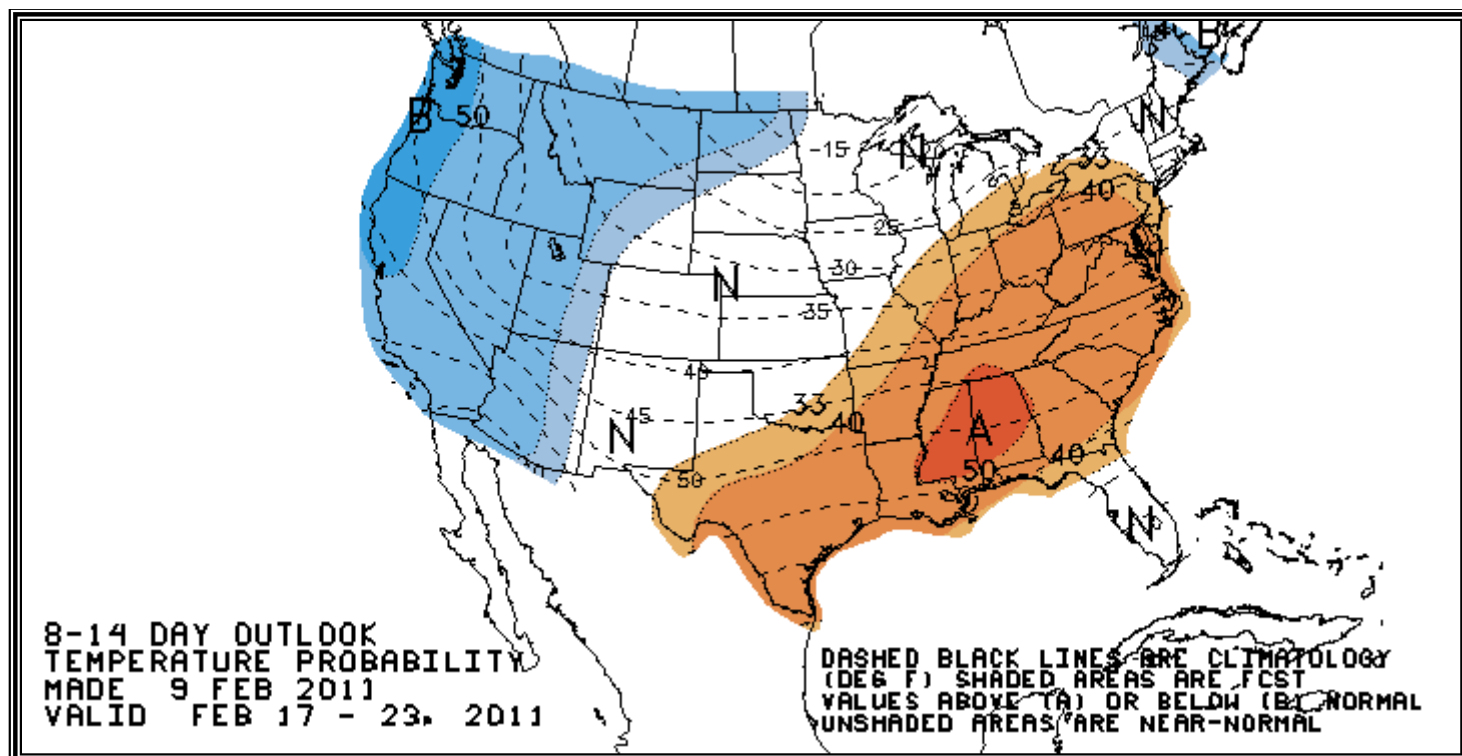 B
B
50
N
N
-15
33
40
25
30
N
35
40
33
40
45
N
A
50
50
40
N
8-14 DAY OUTLOOK
TEMPERATURE PROBABILITY
MADE 9 FEB 2011
VALID FEB 17 - 23, 2011
DASHED BLACK LINES ARE CLIMATOLOGY
(DEG F) SHADED AREAS ARE FCST
VALUES ABOVE (A) OR BELOW (B) NORMAL
UNSHADED AREAS ARE NEAR-NORMAL